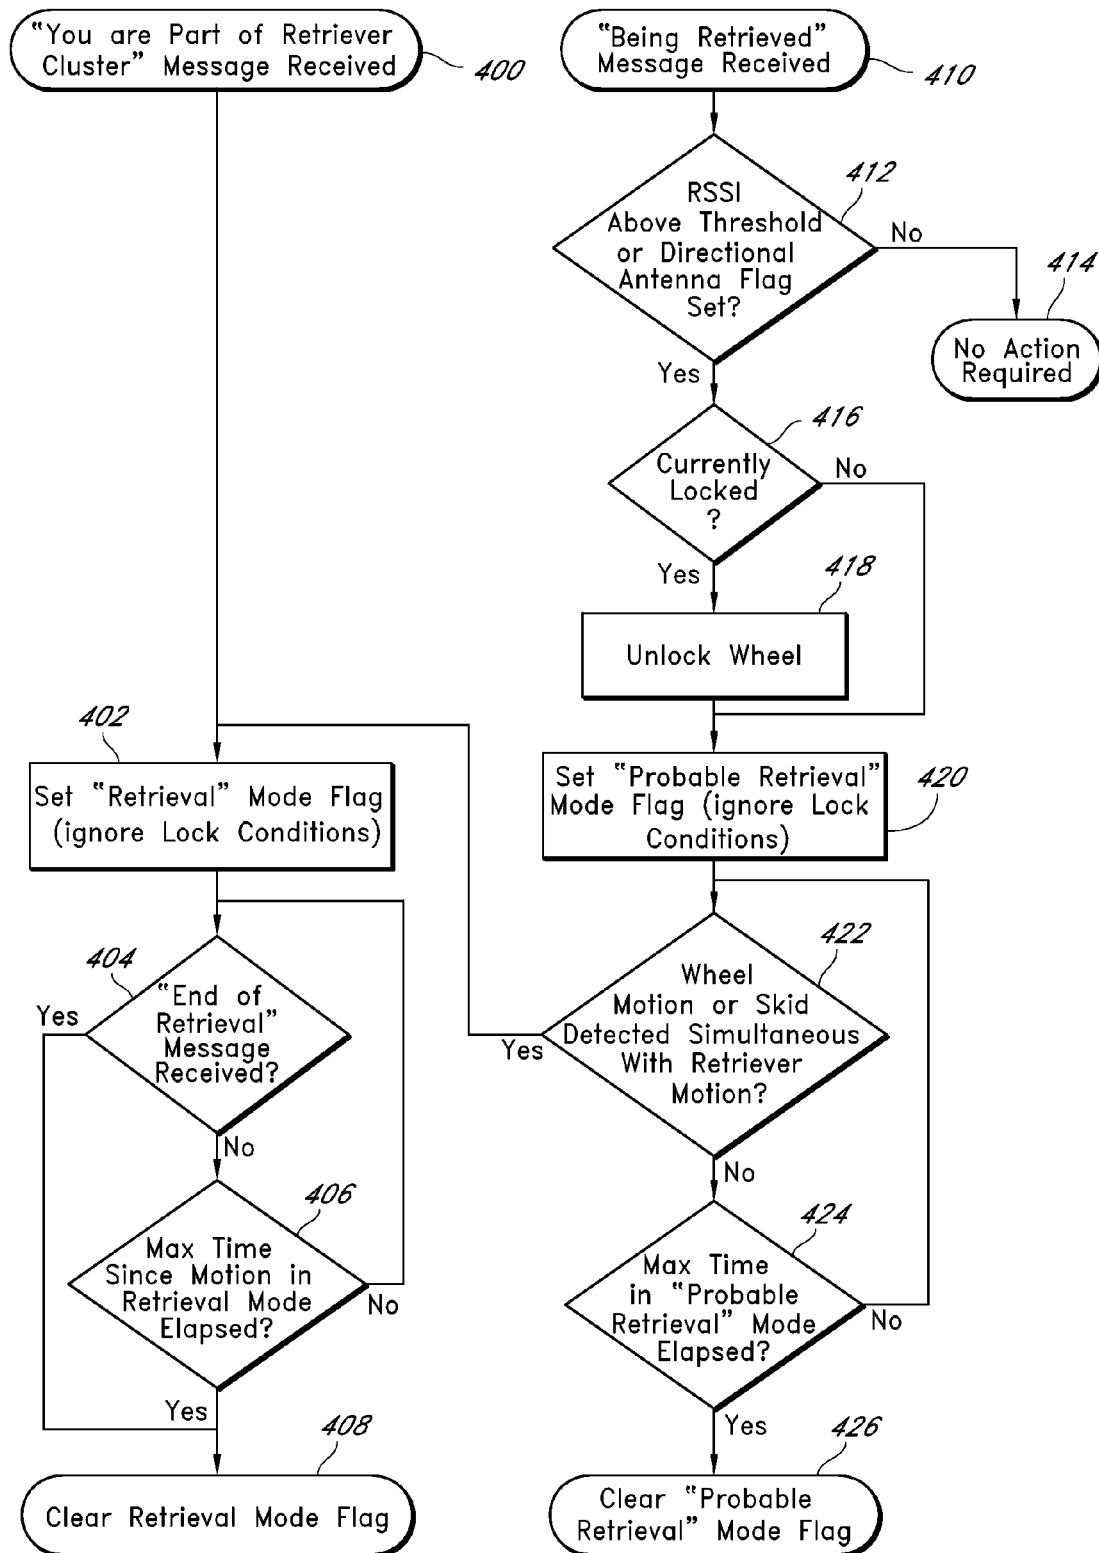 “You are Part of Retriever
Cluster” Message Received
400
“Being Retrieved”
Message Received
410
RSSI
Above Threshold
or Directional
Antenna Flag
Set?
412
No
414
No Action
Required
Yes
416
Currently
Locked
?
No
Yes
418
Unlock Wheel
402
Set “Retrieval” Mode Flag
(ignore Lock Conditions)
Set “Probable Retrieval”
Mode Flag (ignore Lock
Conditions)
420
404
“End of
Retrieval”
Message
Received?
Yes
No
422
Wheel
Motion or Skid
Detected Simultaneous
With Retriever
Motion?
Yes
No
406
Max Time
Since Motion in
Retrieval Mode
Elapsed?
No
Yes
424
Max Time
in “Probable
Retrieval” Mode
Elapsed?
No
Yes
408
Clear Retrieval Mode Flag
426
Clear “Probable
Retrieval” Mode Flag